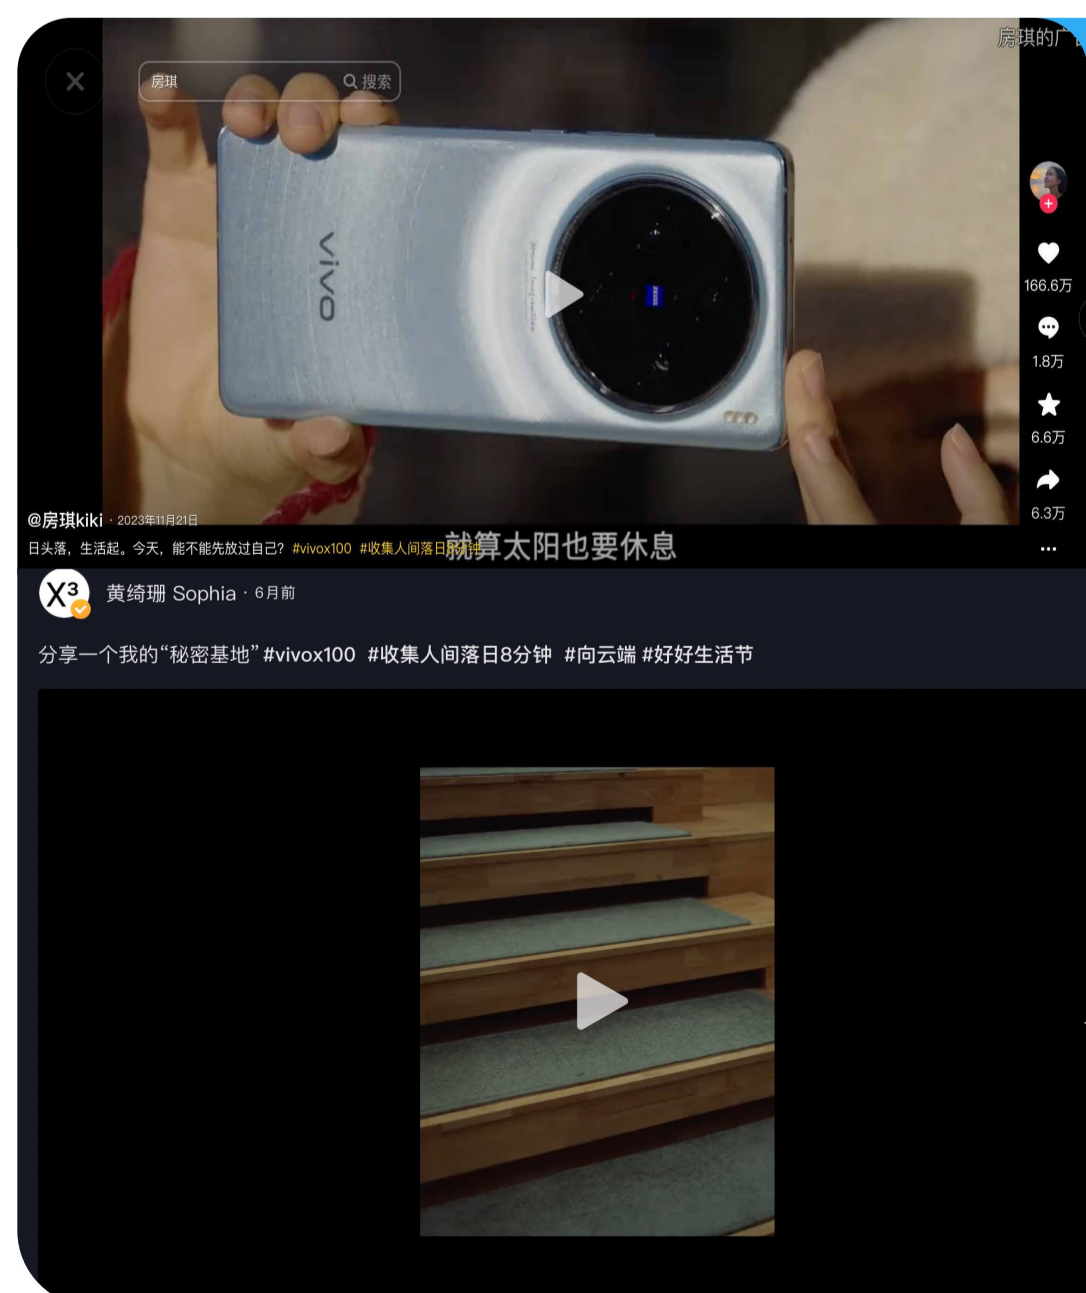 房琪的广
房琪
搜索
vivo
ZEISS
166.6万
1.8万
6.6万
6.3万
@房琪kiki · 2023年11月21日
日头落，生活起。今天，能不能先放过自己？ #vivox100 #收集人间落日8分钟
就算太阳也要休息
X³
黄绮珊 Sophia · 6月前
分享一个我的“秘密基地”#vivox100 #收集人间落日8分钟 #向云端 #好好生活节